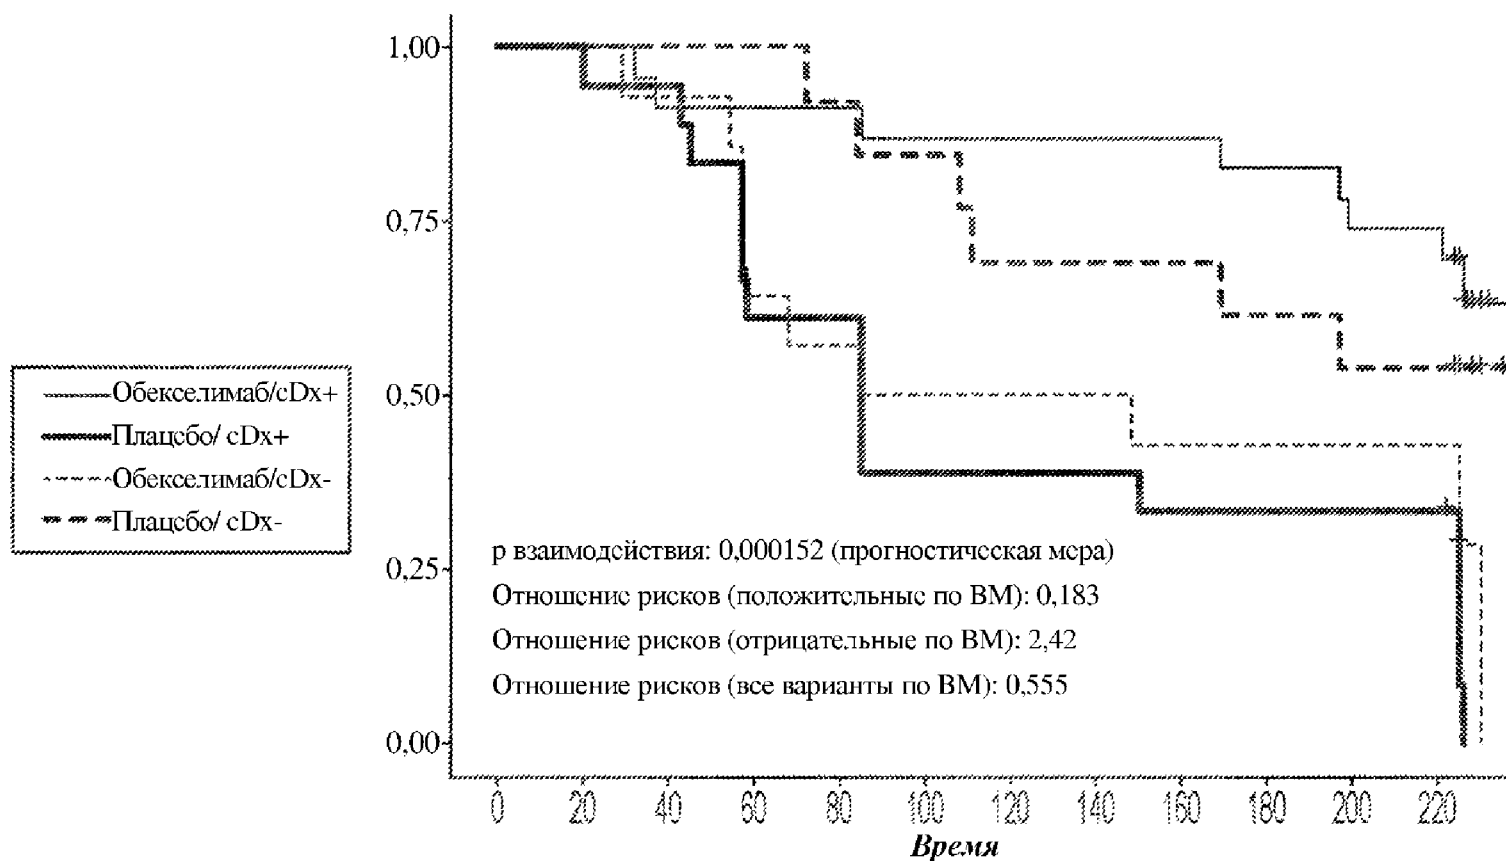 1,00
0,75
0,50
0,25
0,00
Обекселимаб/cDx+
Плацебо/ cDx+
Обекселимаб/cDx-
Плацебо/ cDx-
р взаимодействия: 0,000152 (прогностическая мера)
Отношение рисков (положительные по ВМ): 0,183
Отношение рисков (отрицательные по ВМ): 2,42
Отношение рисков (все варианты по ВМ): 0,555
0 20 40 60 80 100 120 140 160 180 200 220
Время